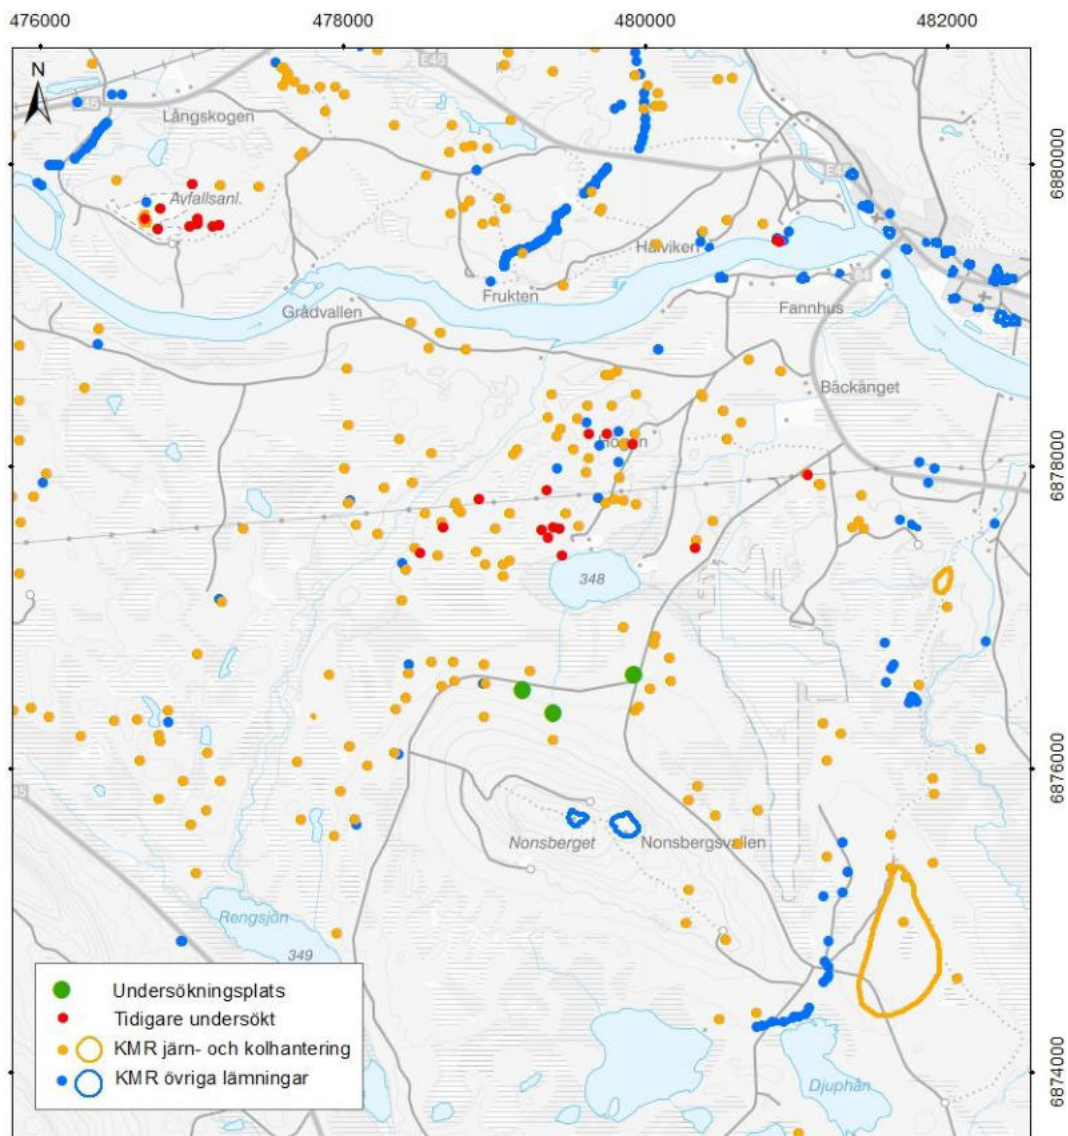 476000
478000
480000
482000
N
E45
E45
Långskogen
6880000
E45
Avfallsanl.
Halviken
Frukten
Grådvallen
Fannhus
Bäckänget
6878000
348
6876000
Nonsberget
Nonsbergsvallen
Rengsjön
349
Undersökningsplats
Tidigare undersökt
KMR järn- och kolhantering
KMR övriga lämningar
Djuphån
6874000